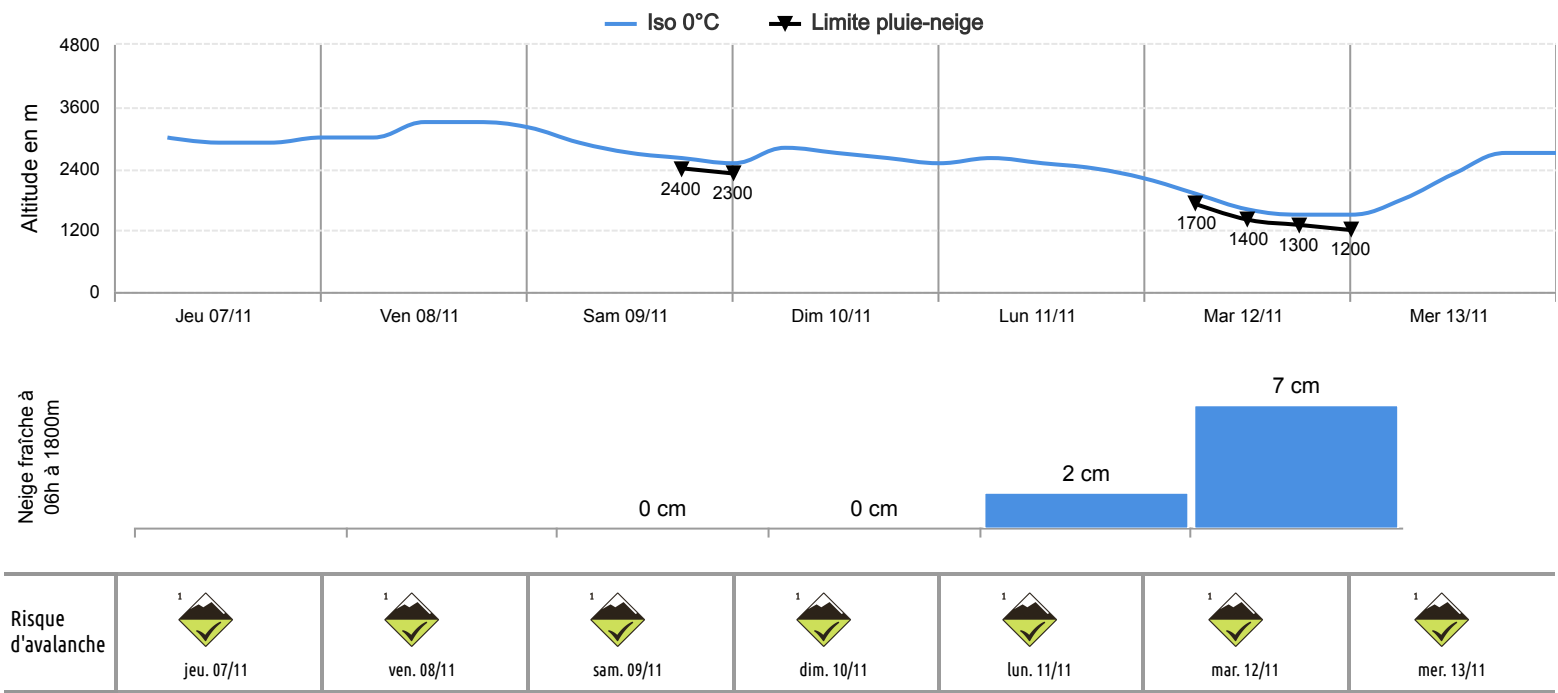 Iso 0°C
Limite pluie-neige
Altitude en m
4800
3600
2400
1200
0
2400
2300
1700
1400
1300
1200
Jeu 07/11
Ven 08/11
Sam 09/11
Dim 10/11
Lun 11/11
Mar 12/11
Mer 13/11
Neige fraîche à
06h à 1800m
0 cm
0 cm
2 cm
7 cm
Risque
d'avalanche
1
jeu. 07/11
1
ven. 08/11
1
sam. 09/11
1
dim. 10/11
1
lun. 11/11
1
mar. 12/11
1
mer. 13/11